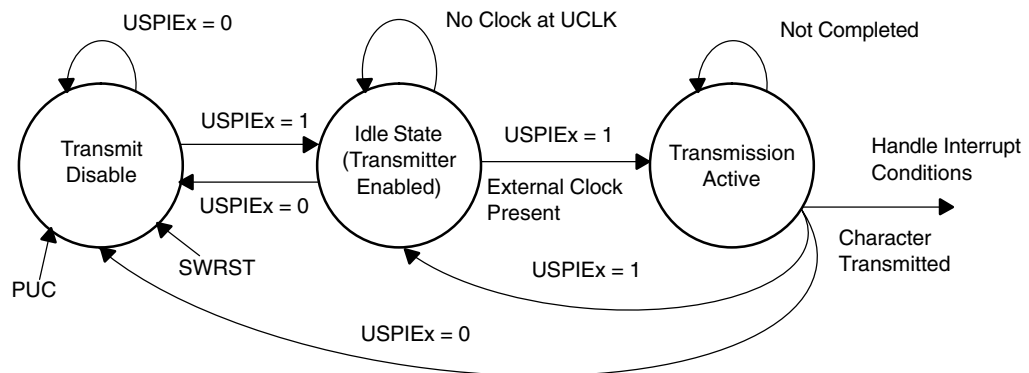 USPIEx = 0
No Clock at UCLK
Not Completed
USPIEx = 1
Transmit
Disable
Idle State
(Transmitter
Enabled)
USPIEx = 1
Transmission
Active
Handle Interrupt
Conditions
USPIEx = 0
External Clock
Present
Character
Transmitted
PUC
SWRST
USPIEx = 1
USPIEx = 0